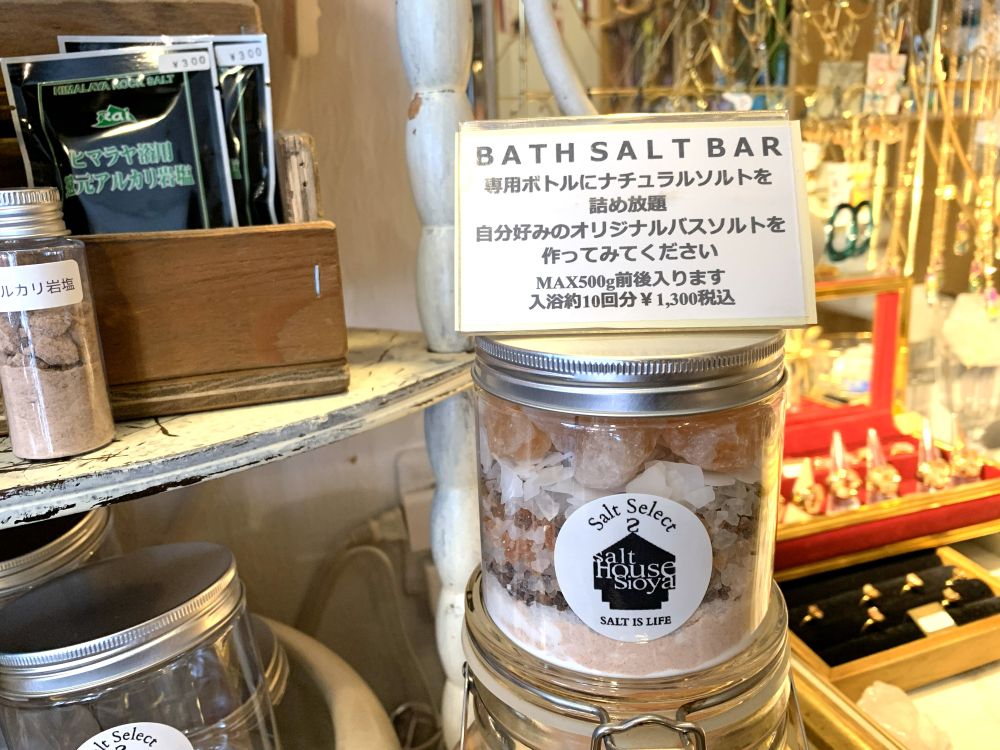 ¥300
¥300
HIMALAYA ROCK SALT
ヒマラヤ浴用
還元アルカリ岩塩
ルカリ岩塩
BATH SALT BAR
専用ボトルにナチュラルソルトを
詰め放題
自分好みのオリジナルバスソルトを
作ってみてください
MAX500g前後入ります
入浴約10回分¥1,300税込
Salt Select
Salt
House
Sioya
SALT IS LIFE
lt Select